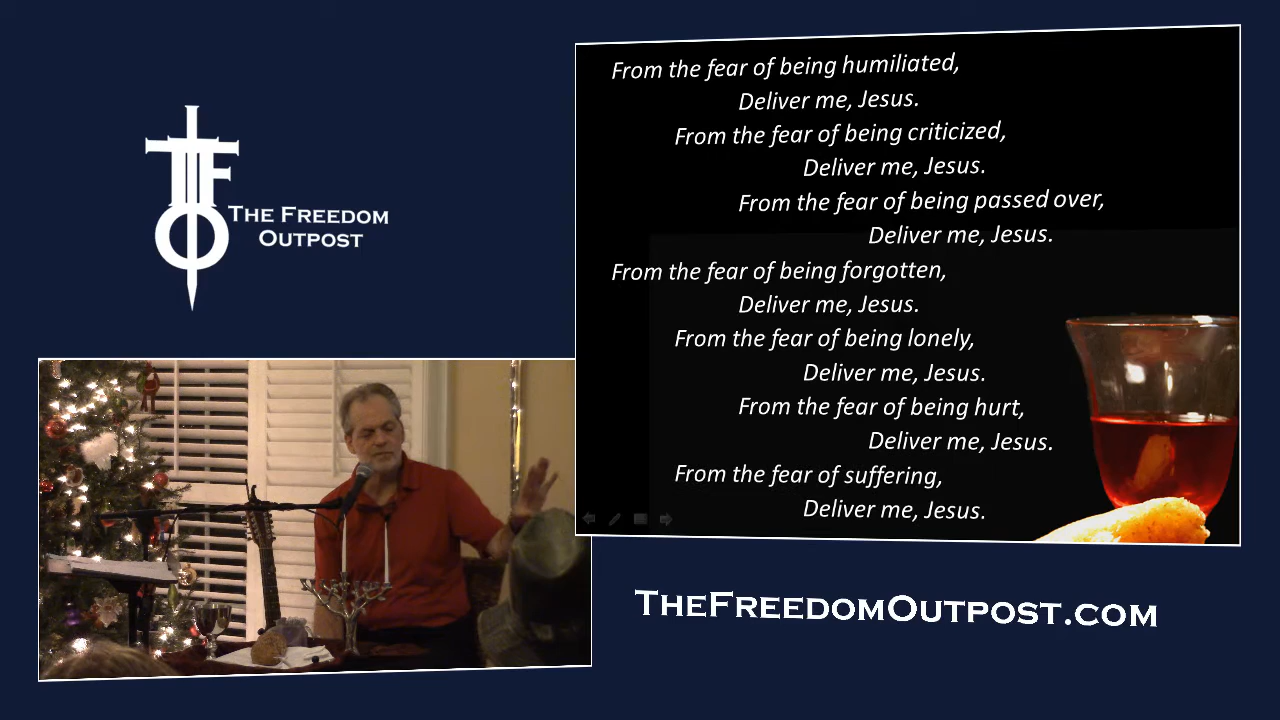 TFO
THE FREEDOM
OUTPOST
From the fear of being humiliated,
Deliver me, Jesus.
From the fear of being criticized,
Deliver me, Jesus.
From the fear of being passed over,
Deliver me, Jesus.
From the fear of being forgotten,
Deliver me, Jesus.
From the fear of being lonely,
Deliver me, Jesus.
From the fear of being hurt,
Deliver me, Jesus.
From the fear of suffering,
Deliver me, Jesus.
THEFREEDOMOUTPOST.COM